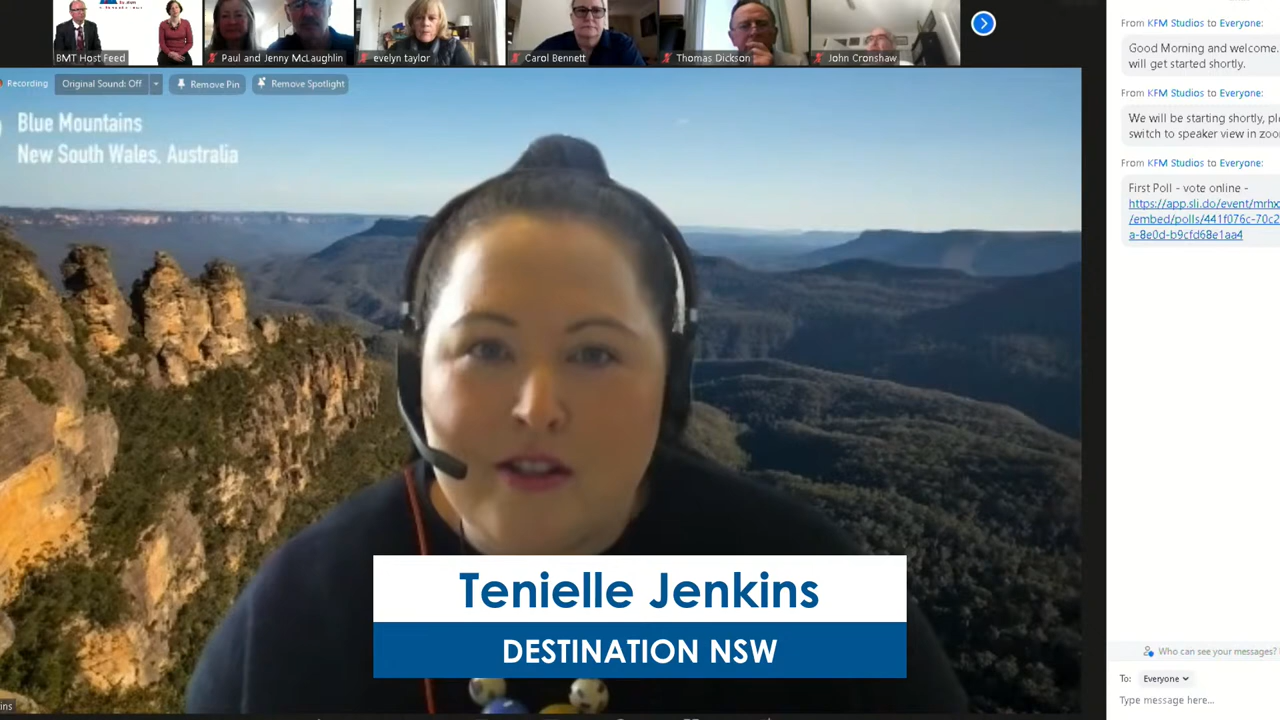 BMT Host Feed
Paul and Jenny McLaughlin
evelyn taylor
Carol Bennett
Thomas Dickson
John Cronshaw
Recording
Original Sound: Off
Remove Pin
Remove Spotlight
Blue Mountains
New South Wales, Australia
Tenielle Jenkins
DESTINATION NSW
From KFM Studios to Everyone:
Good Morning and welcome.
will get started shortly.
From KFM Studios to Everyone:
We will be starting shortly, ple
switch to speaker view in zoo
From KFM Studios to Everyone:
First Poll - vote online -
https://app.sli.do/event/mrhx
/embed/polls/441f076c-70c2
a-8e0d-b9cfd68e1aa4
Who can see your messages?
To: Everyone
Type message here...